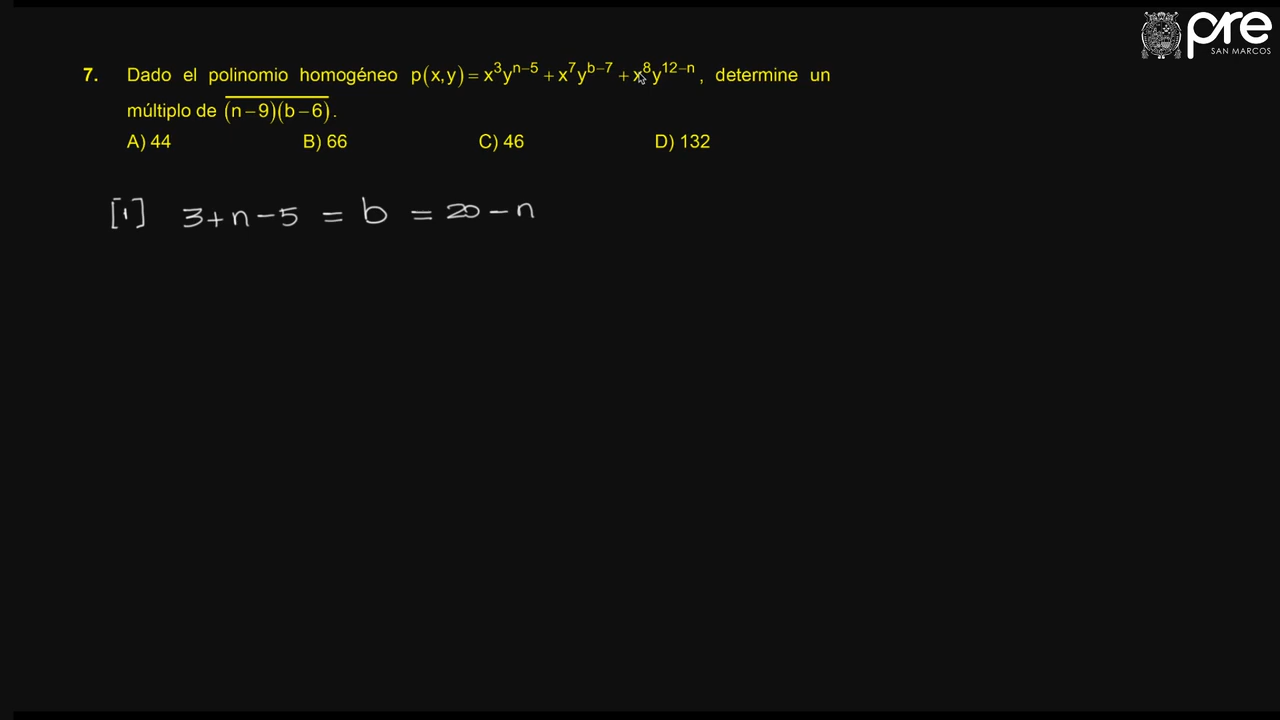 pre
SAN MARCOS
7. Dado el polinomio homogéneo p(x,y) = x³yⁿ⁻⁵ + x⁷yᵇ⁻⁷ + x⁸y¹²⁻ⁿ, determine un
múltiplo de (n–9)(b–6).
A) 44 B) 66 C) 46 D) 132
[1] 3+n-5 = b = 20-n